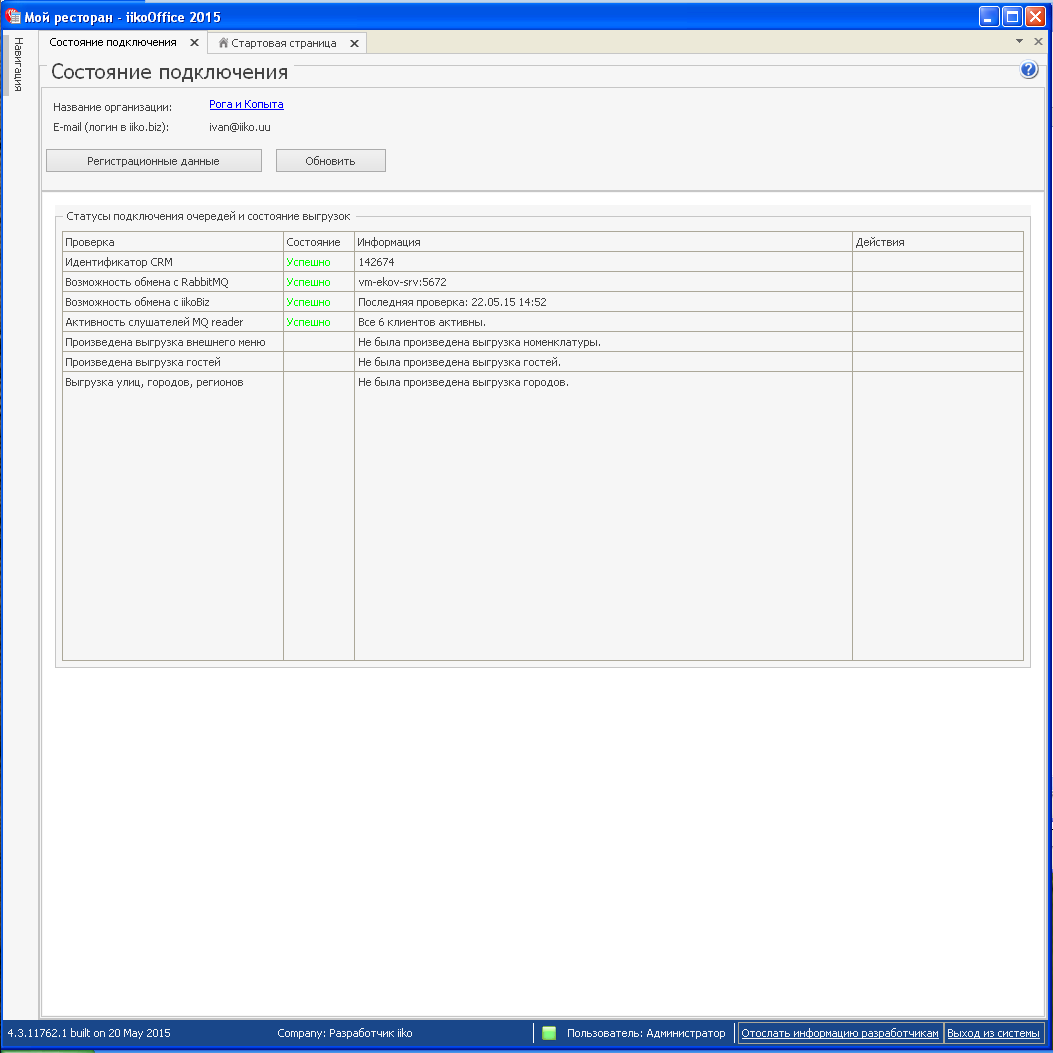 Мой ресторан - iikoOffice 2015
Навигация
Состояние подключения
Стартовая страница
Состояние подключения
Название организации: Рога и Копыта
E-mail (логин в iiko.biz): ivan@iiko.uu
Регистрационные данные Обновить
Статусы подключения очередей и состояние выгрузок
Проверка Состояние Информация Действия
Идентификатор CRM Успешно 142674
Возможность обмена с RabbitMQ Успешно vm-ekov-srv:5672
Возможность обмена с iikoBiz Успешно Последняя проверка: 22.05.15 14:52
Активность слушателей MQ reader Успешно Все 6 клиентов активны.
Произведена выгрузка внешнего меню Не была произведена выгрузка номенклатуры.
Произведена выгрузка гостей Не была произведена выгрузка гостей.
Выгрузка улиц, городов, регионов Не была произведена выгрузка городов.
4.3.11762.1 built on 20 May 2015 Company: Разработчик iiko Пользователь: Администратор Отослать информацию разработчикам Выход из системы